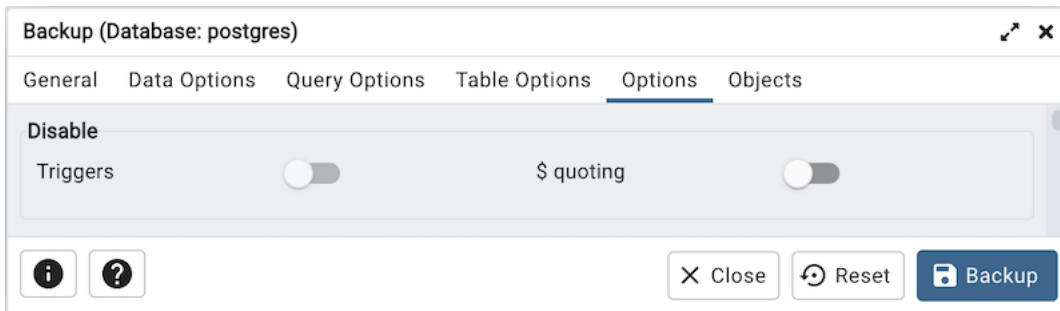 Backup (Database: postgres)
General Data Options Query Options Table Options Options Objects
Disable
Triggers $ quoting
Close Reset Backup